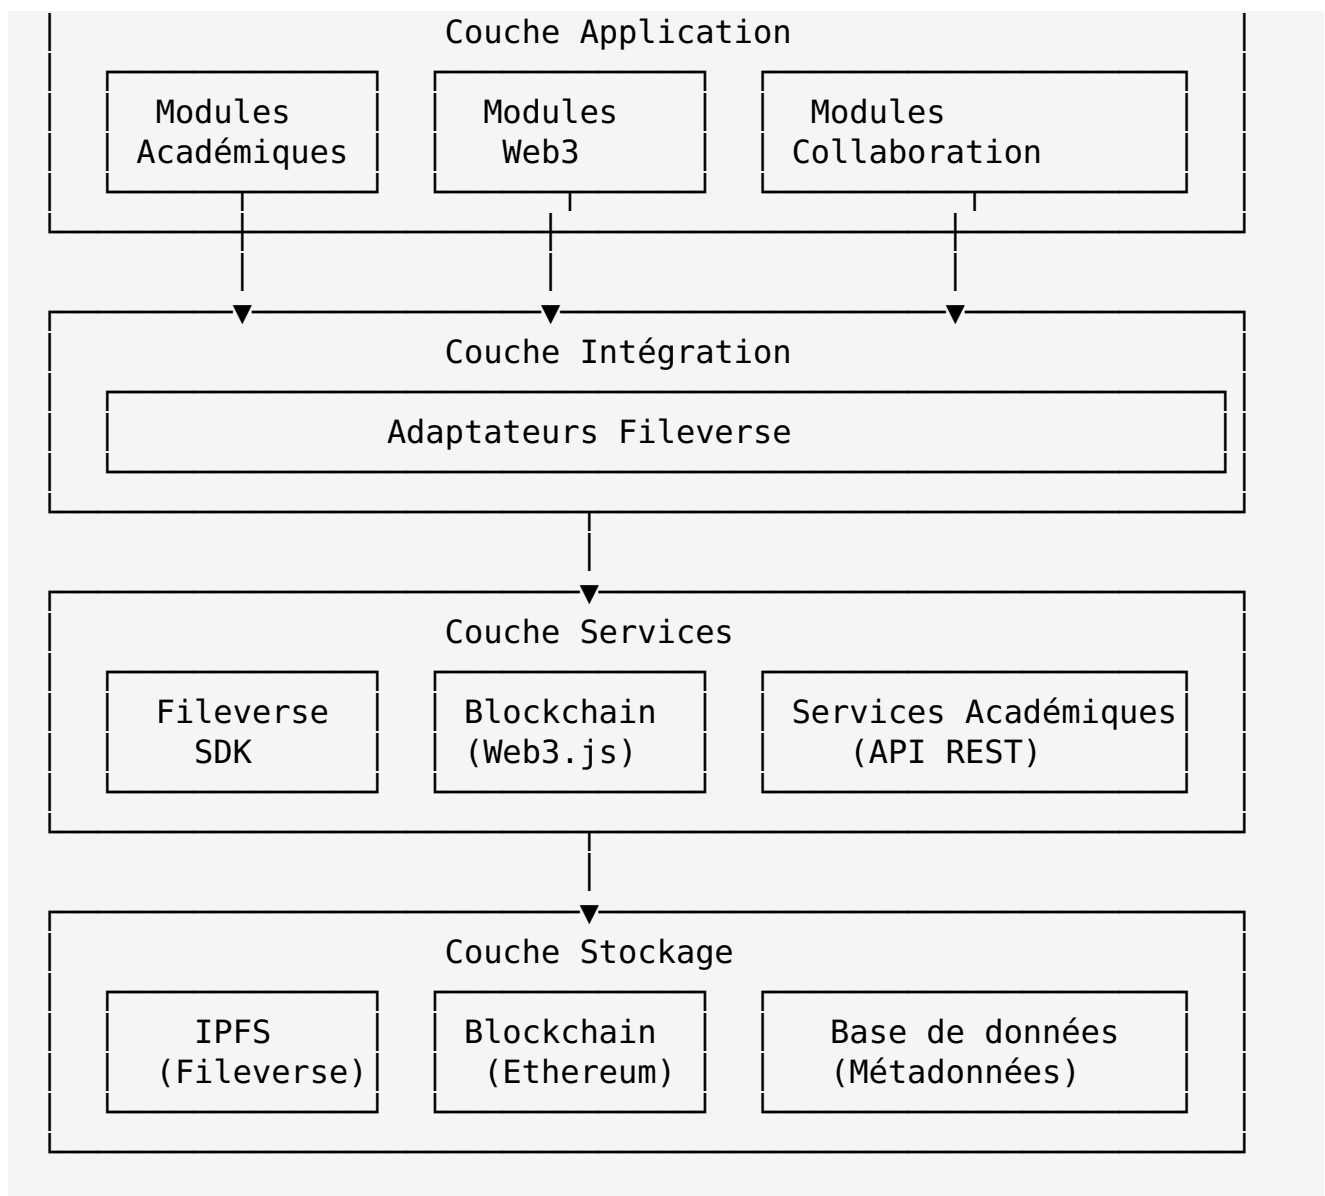 Couche Application
Modules Modules Modules
Académiques Web3 Collaboration
Couche Intégration
Adaptateurs Fileverse
Couche Services
Fileverse Blockchain Services Académiques
SDK (Web3.js) (API REST)
Couche Stockage
IPFS Blockchain Base de données
(Fileverse) (Ethereum) (Métadonnées)